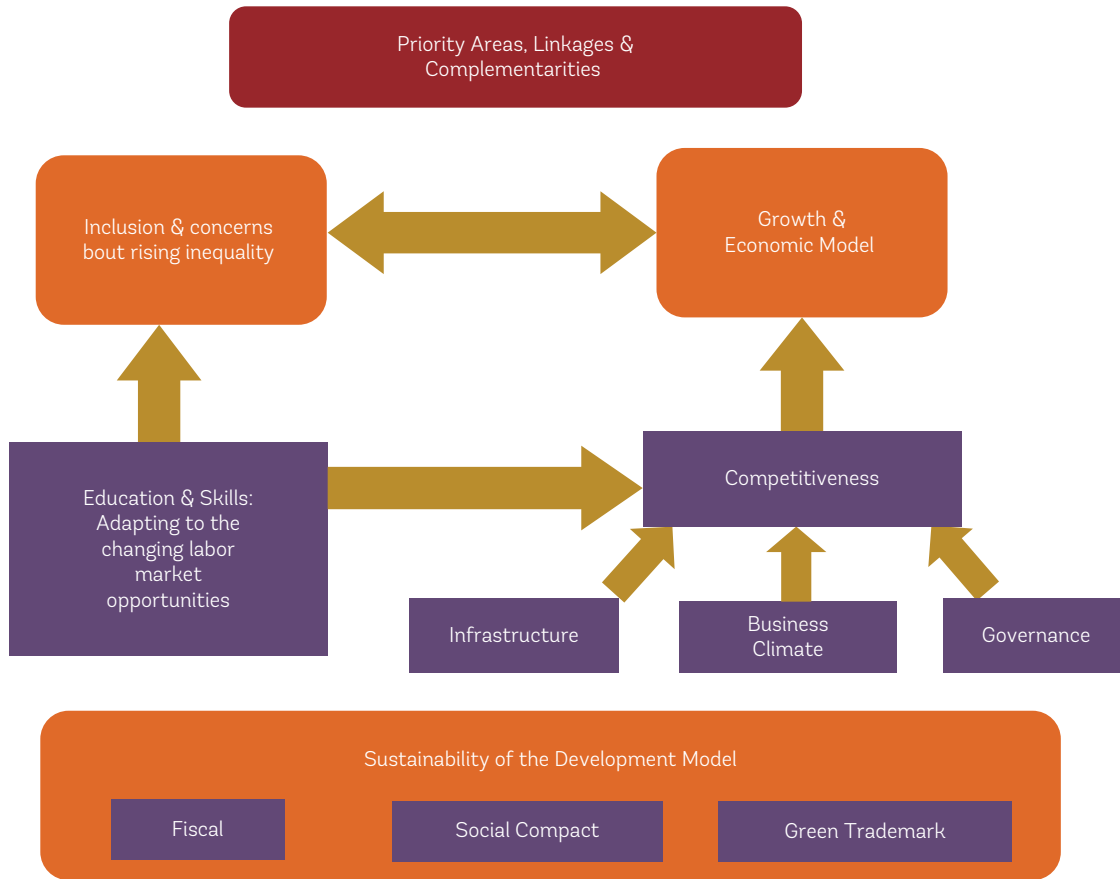 Priority Areas, Linkages &
Complementarities
Inclusion & concerns
bout rising inequality
Growth &
Economic Model
Education & Skills:
Adapting to the
changing labor
market
opportunities
Competitiveness
Infrastructure
Business
Climate
Governance
Sustainability of the Development Model
Fiscal
Social Compact
Green Trademark